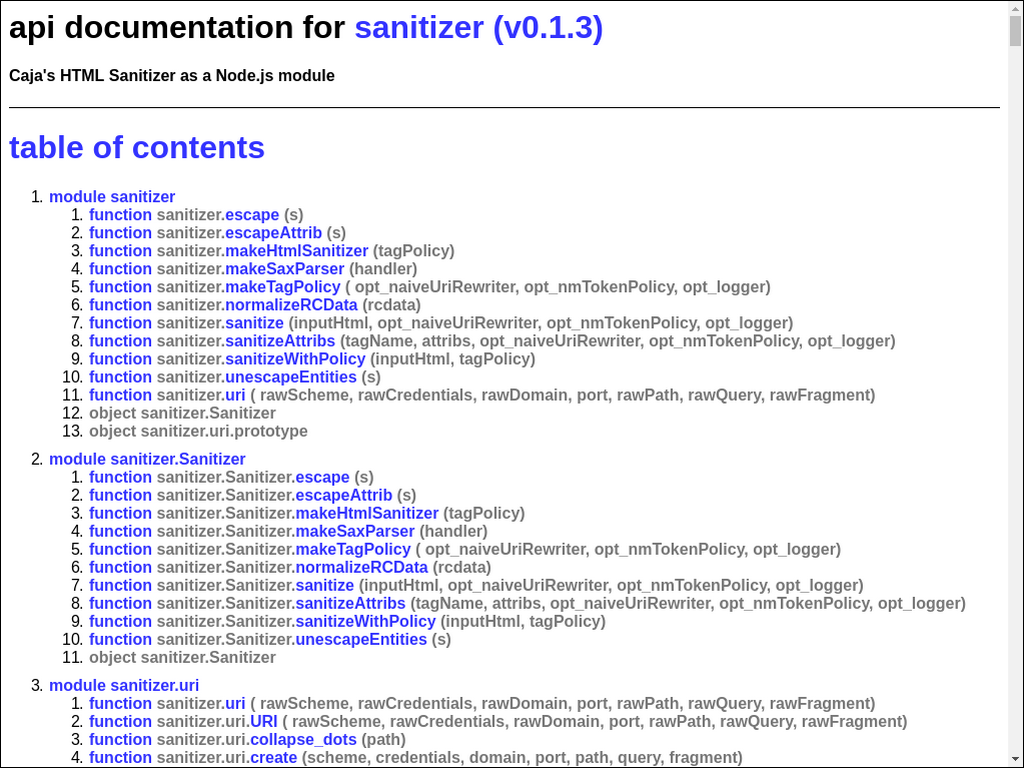 api documentation for sanitizer (v0.1.3)
Caja's HTML Sanitizer as a Node.js module
table of contents
1. module sanitizer
1. function sanitizer.escape (s)
2. function sanitizer.escapeAttrib (s)
3. function sanitizer.makeHtmlSanitizer (tagPolicy)
4. function sanitizer.makeSaxParser (handler)
5. function sanitizer.makeTagPolicy ( opt_naiveUriRewriter, opt_nmTokenPolicy, opt_logger)
6. function sanitizer.normalizeRCData (rcdata)
7. function sanitizer.sanitize (inputHtml, opt_naiveUriRewriter, opt_nmTokenPolicy, opt_logger)
8. function sanitizer.sanitizeAttribs (tagName, attribs, opt_naiveUriRewriter, opt_nmTokenPolicy, opt_logger)
9. function sanitizer.sanitizeWithPolicy (inputHtml, tagPolicy)
10. function sanitizer.unescapeEntities (s)
11. function sanitizer.uri ( rawScheme, rawCredentials, rawDomain, port, rawPath, rawQuery, rawFragment)
12. object sanitizer.Sanitizer
13. object sanitizer.uri.prototype
2. module sanitizer.Sanitizer
1. function sanitizer.Sanitizer.escape (s)
2. function sanitizer.Sanitizer.escapeAttrib (s)
3. function sanitizer.Sanitizer.makeHtmlSanitizer (tagPolicy)
4. function sanitizer.Sanitizer.makeSaxParser (handler)
5. function sanitizer.Sanitizer.makeTagPolicy ( opt_naiveUriRewriter, opt_nmTokenPolicy, opt_logger)
6. function sanitizer.Sanitizer.normalizeRCData (rcdata)
7. function sanitizer.Sanitizer.sanitize (inputHtml, opt_naiveUriRewriter, opt_nmTokenPolicy, opt_logger)
8. function sanitizer.Sanitizer.sanitizeAttribs (tagName, attribs, opt_naiveUriRewriter, opt_nmTokenPolicy, opt_logger)
9. function sanitizer.Sanitizer.sanitizeWithPolicy (inputHtml, tagPolicy)
10. function sanitizer.Sanitizer.unescapeEntities (s)
11. object sanitizer.Sanitizer
3. module sanitizer.uri
1. function sanitizer.uri ( rawScheme, rawCredentials, rawDomain, port, rawPath, rawQuery, rawFragment)
2. function sanitizer.uri.URI ( rawScheme, rawCredentials, rawDomain, port, rawPath, rawQuery, rawFragment)
3. function sanitizer.uri.collapse_dots (path)
4. function sanitizer.uri.create (scheme, credentials, domain, port, path, query, fragment)